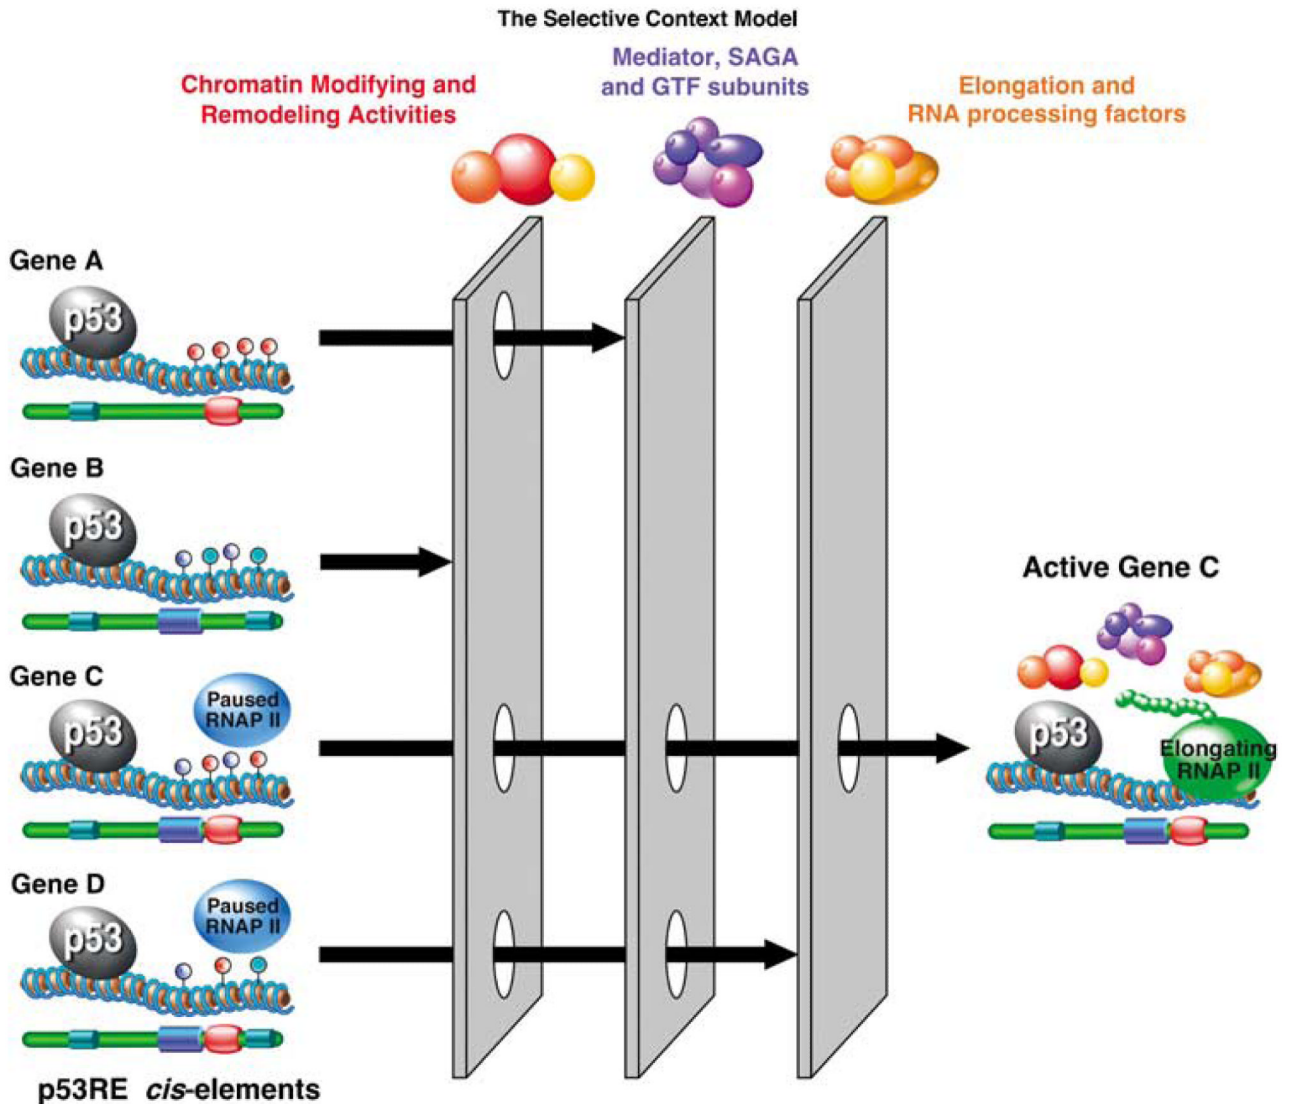 The Selective Context Model
Chromatin Modifying and
Remodeling Activities
Mediator, SAGA
and GTF subunits
Elongation and
RNA processing factors
Gene A
p53
Gene B
p53
Gene C
p53
Paused
RNAP II
Gene D
p53
Paused
RNAP II
p53RE cis-elements
Active Gene C
p53
Elongating
RNAP II